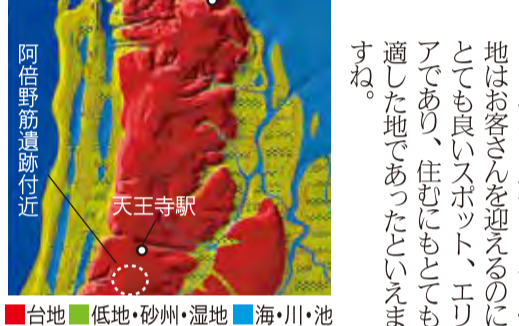 地はお客さんを迎えるのに
とても良いスポット、エリ
アであり、住むにもとても
適した地であったといえま
すね。
阿倍野筋遺跡付近
天王寺駅
台地 低地・砂州・湿地 海・川・池